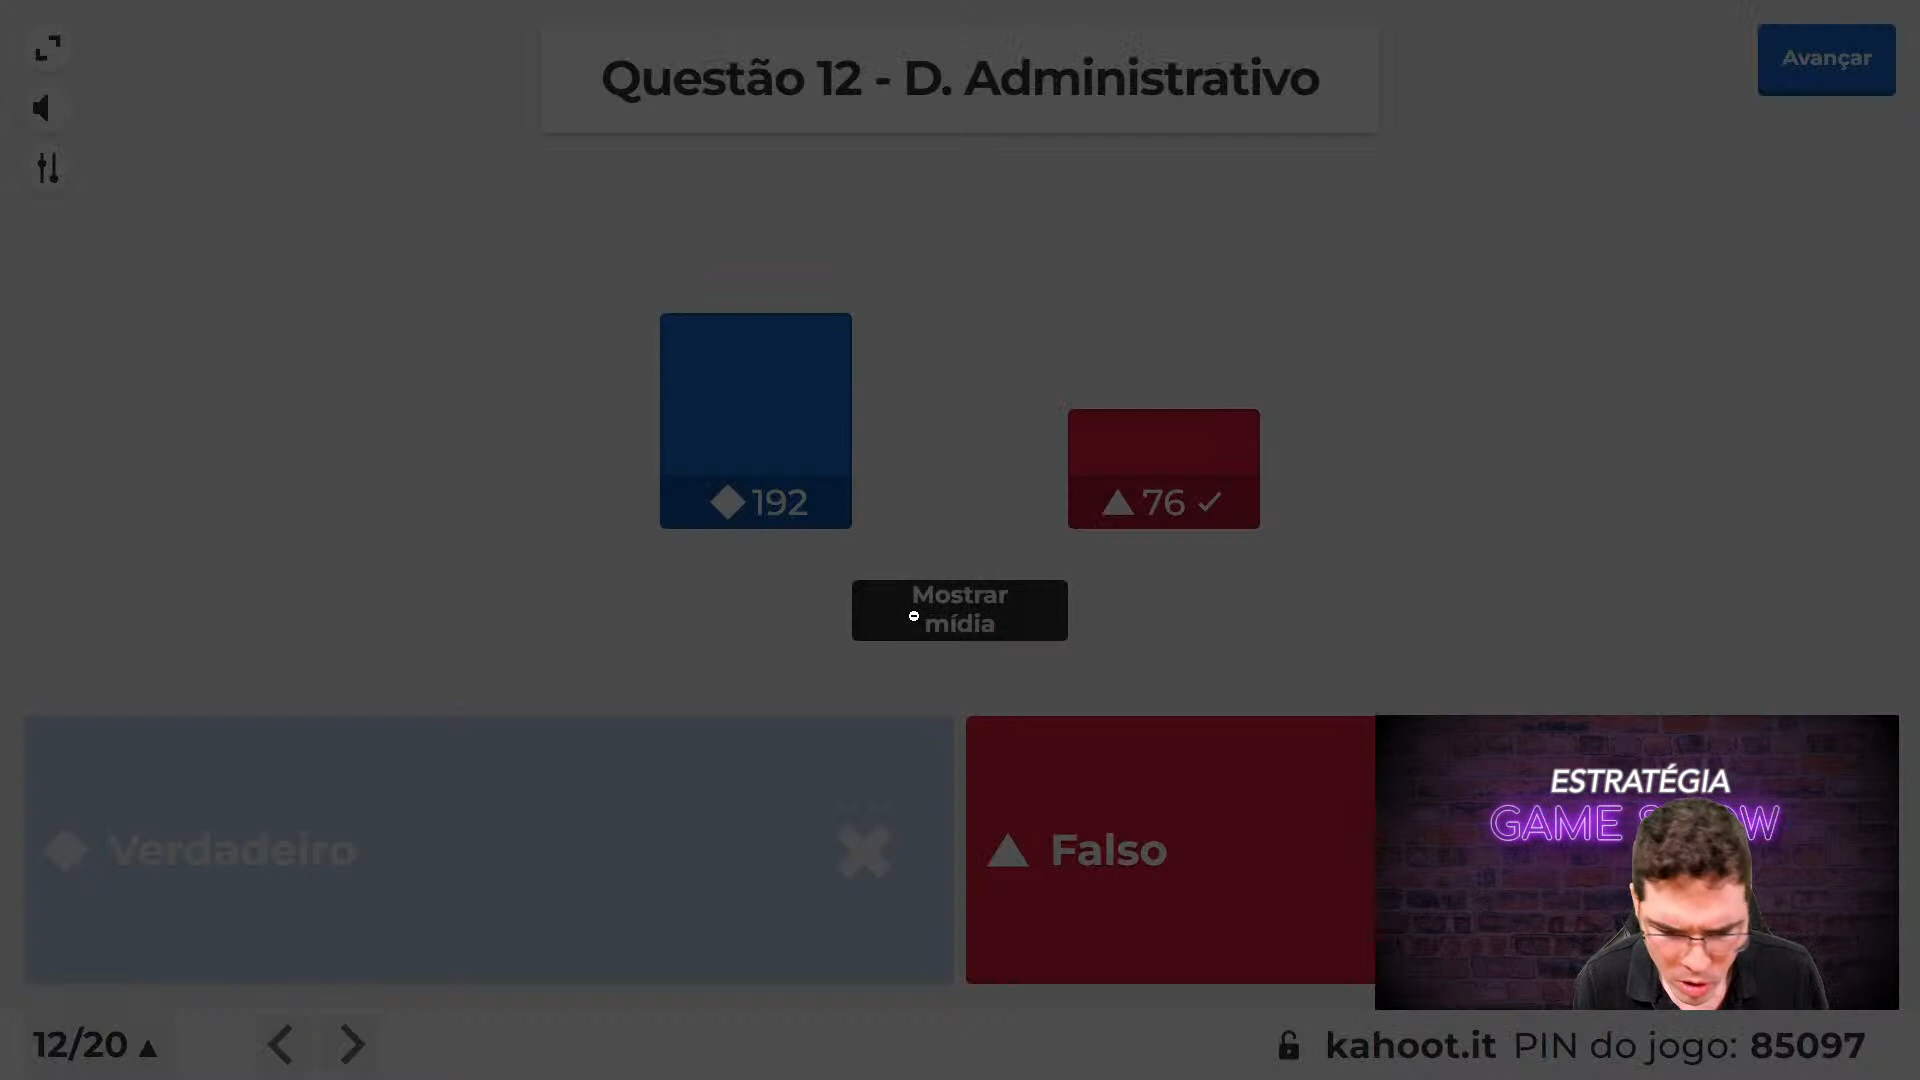 Questão 12 - D. Administrativo
Avançar
192
76
Mostrar
mídia
Verdadeiro
Falso
ESTRATÉGIA
GAME SHOW
12/20
kahoot.it PIN do jogo: 85097